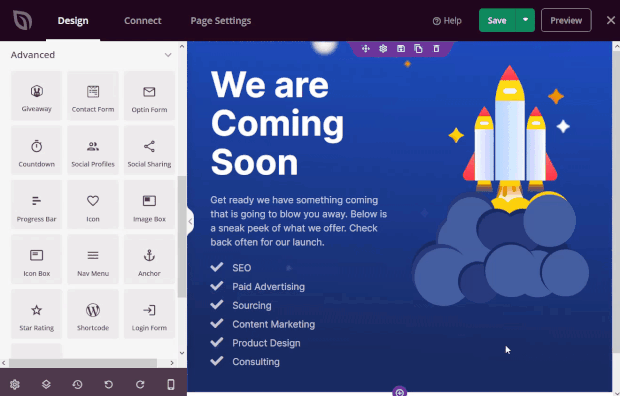 Design Connect Page Settings Help Save Preview
Advanced
Giveaway Contact Form Optin Form
Countdown Social Profiles Social Sharing
Progress Bar Icon Image Box
Icon Box Nav Menu Anchor
Star Rating Shortcode Login Form
We are
Coming
Soon
Get ready we have something coming
that is going to blow you away. Below is
a sneak peek of what we offer. Check
back often for our launch.
SEO
Paid Advertising
Sourcing
Content Marketing
Product Design
Consulting